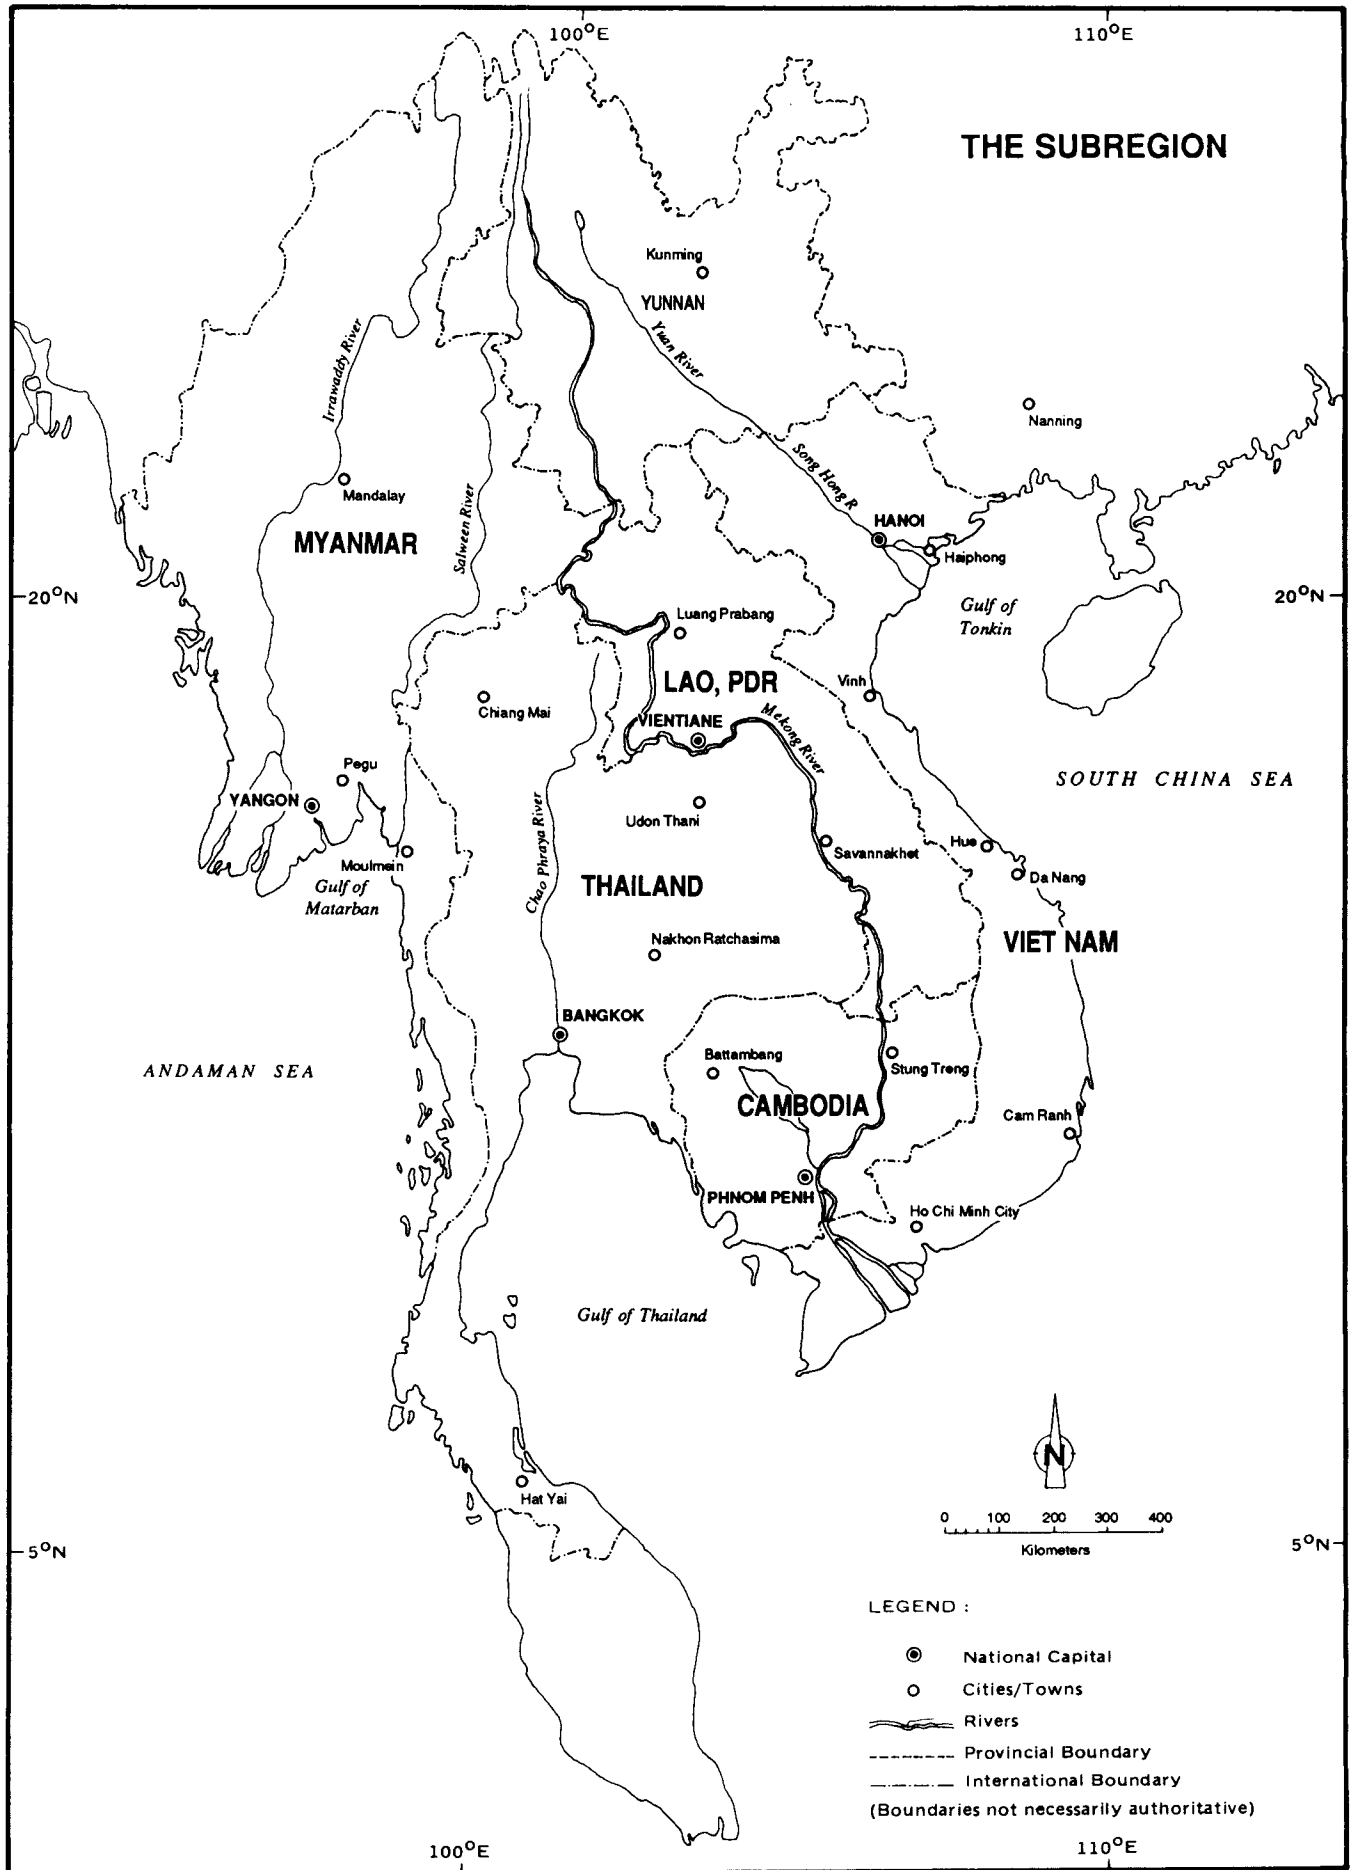 100°E
110°E
THE SUBREGION
Kunming
YUNNAN
Yuan River
Irrawaddy River
Nanning
Mandalay
Salween River
Song Hong R
HANOI
MYANMAR
Haiphong
20°N
20°N
Gulf of
Tonkin
Luang Prabang
LAO, PDR
Vinh
Chiang Mai
VIENTIANE
Mekong River
SOUTH CHINA SEA
Pegu
YANGON
Udon Thani
Chao Phraya River
Hue
Savannakhet
Moulmein
Da Nang
Gulf of
Matarban
THAILAND
Nakhon Ratchasima
VIET NAM
BANGKOK
ANDAMAN SEA
Battambang
Stung Treng
CAMBODIA
Cam Ranh
PHNOM PENH
Ho Chi Minh City
Gulf of Thailand
N
Hat Yai
0 100 200 300 400
Kilometers
5°N
5°N
LEGEND :
National Capital
Cities/Towns
Rivers
Provincial Boundary
International Boundary
(Boundaries not necessarily authoritative)
100°E
110°E